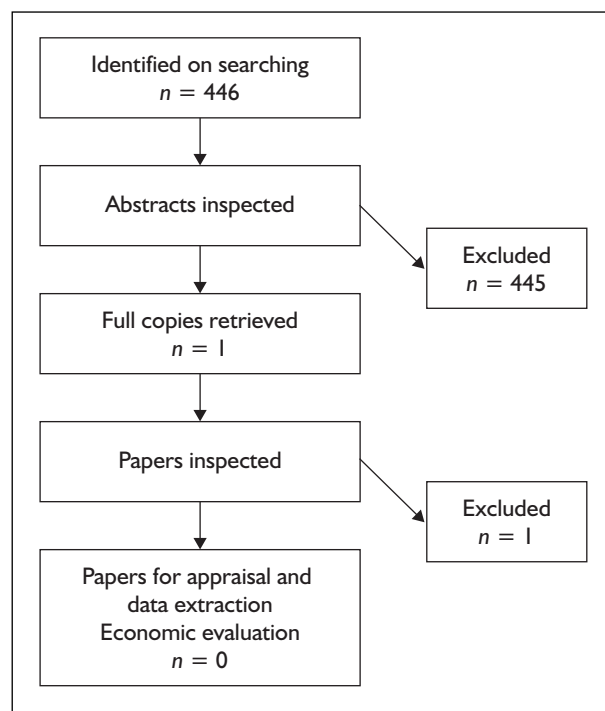 Identified on searching
n = 446
Abstracts inspected
Excluded
n = 445
Full copies retrieved
n = 1
Papers inspected
Excluded
n = 1
Papers for appraisal and
data extraction
Economic evaluation
n = 0